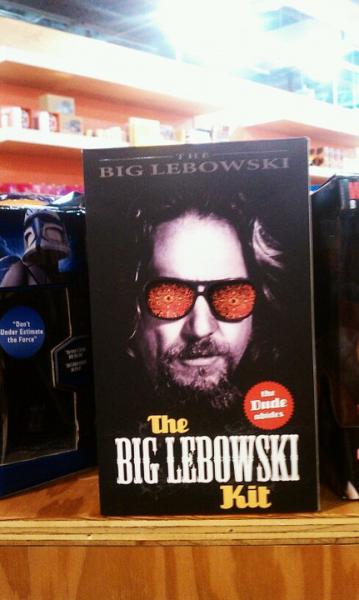 THE
BIG LEBOWSKI
the
Dude
abides
The
BIG LEBOWSKI
Kit
"Don't
Under Estimate
the Force"